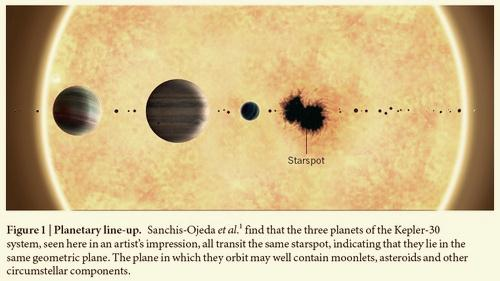 Starspot
Figure 1 | Planetary line-up. Sanchis-Ojeda et al.¹ find that the three planets of the Kepler-30
system, seen here in an artist's impression, all transit the same starspot, indicating that they lie in the
same geometric plane. The plane in which they orbit may well contain moonlets, asteroids and other
circumstellar components.